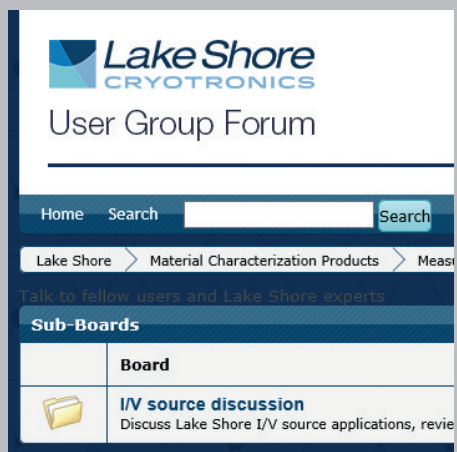 Lake Shore
CRYOTRONICS
User Group Forum
Home Search Search
Lake Shore Material Characterization Products
Talk to fellow users and Lake Shore experts
Sub-Boards
Board
I/V source discussion
Discuss Lake Shore I/V source applications,